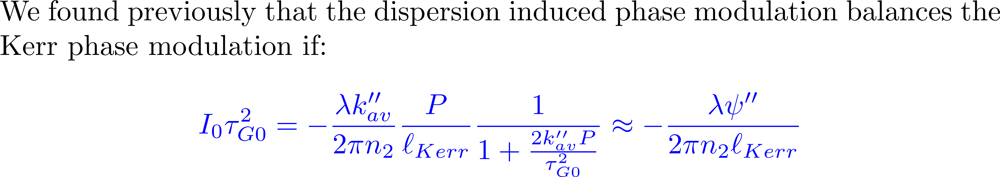 We found previously that the dispersion induced phase modulation balances the
Kerr phase modulation if:
$I_0 \tau_{G0}^2 = -\frac{\lambda k_{av}''}{2\pi n_2} \frac{P}{\ell_{Kerr}} \frac{1}{1 + \frac{2k_{av}'' P}{\tau_{G0}^2}} \approx -\frac{\lambda \psi''}{2\pi n_2 \ell_{Kerr}}$